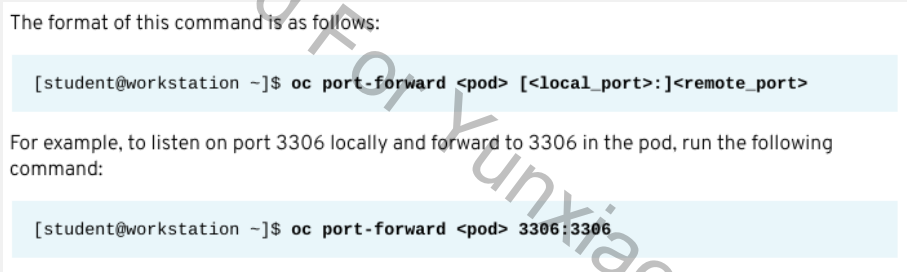 The format of this command is as follows:
[student@workstation ~]$ oc port-forward <pod> [<local_port>:]<remote_port>
For example, to listen on port 3306 locally and forward to 3306 in the pod, run the following
command:
[student@workstation ~]$ oc port-forward <pod> 3306:3306
For